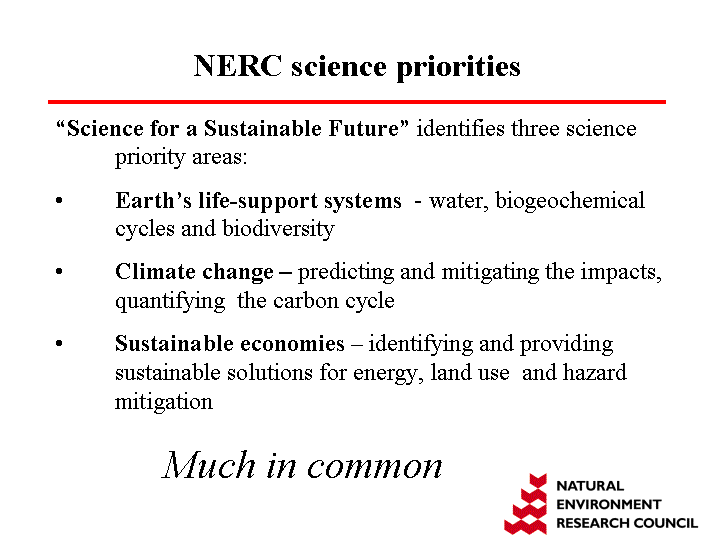 NERC science priorities
“Science for a Sustainable Future” identifies three science
priority areas:
• Earth’s life-support systems - water, biogeochemical
cycles and biodiversity
• Climate change – predicting and mitigating the impacts,
quantifying the carbon cycle
• Sustainable economies – identifying and providing
sustainable solutions for energy, land use and hazard
mitigation
Much in common
NATURAL
ENVIRONMENT
RESEARCH COUNCIL